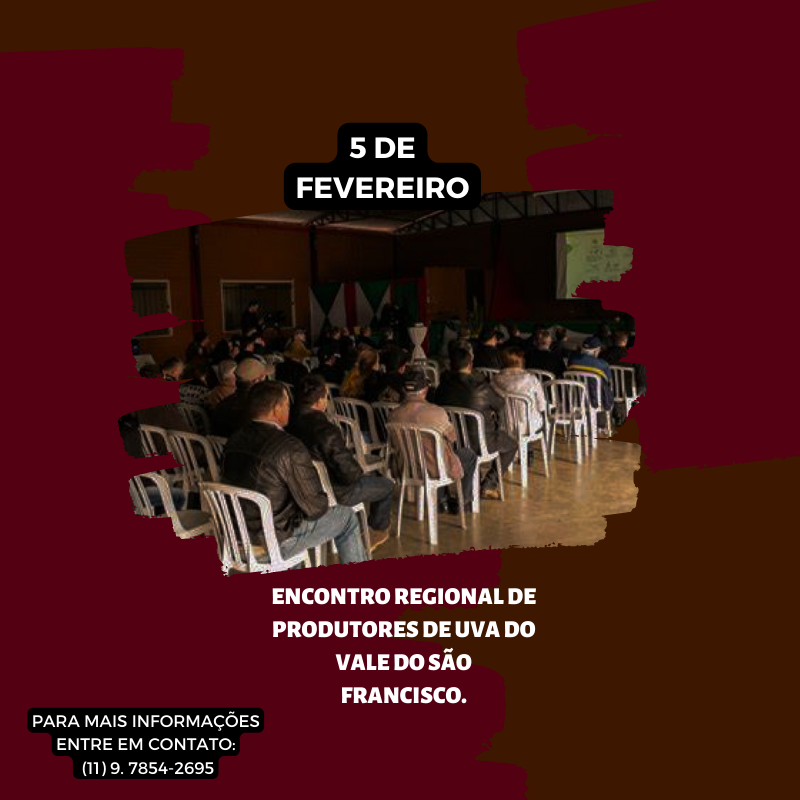 5 DE
FEVEREIRO
ENCONTRO REGIONAL DE
PRODUTORES DE UVA DO
VALE DO SÃO
FRANCISCO.
PARA MAIS INFORMAÇÕES
ENTRE EM CONTATO:
(11) 9. 7854-2695